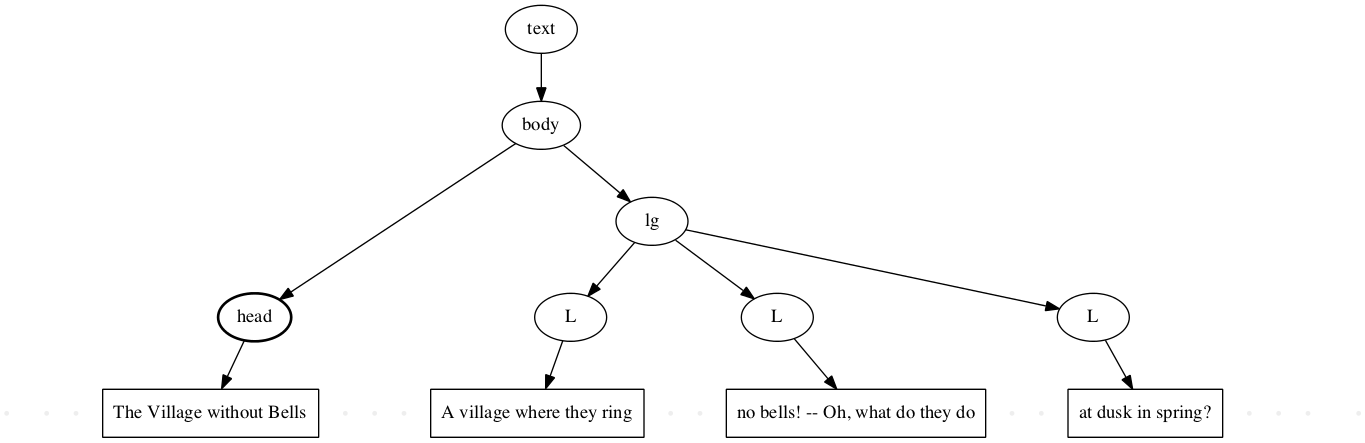 text
body
lg
head
L
L
L
The Village without Bells
A village where they ring
no bells! -- Oh, what do they do
at dusk in spring?